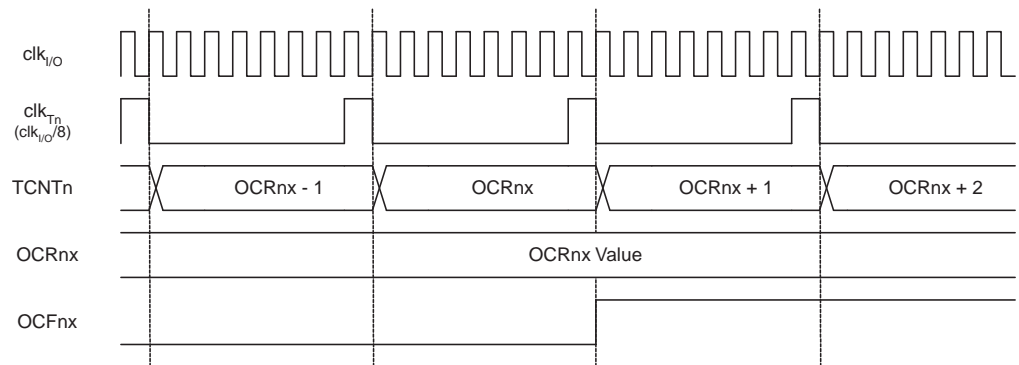 clkI/O
clkTn
(clkI/O/8)
TCNTn OCRnx - 1 OCRnx OCRnx + 1 OCRnx + 2
OCRnx OCRnx Value
OCFnx